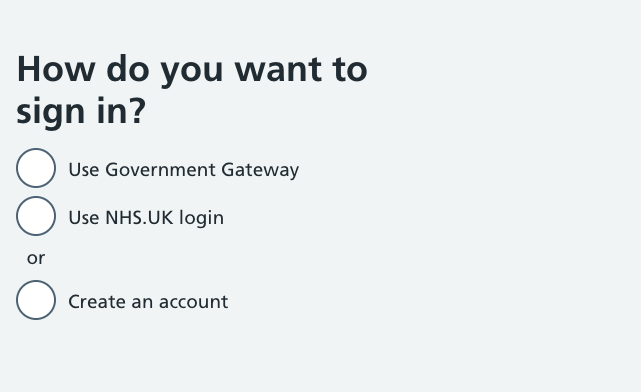 How do you want to
sign in?
Use Government Gateway
Use NHS.UK login
or
Create an account